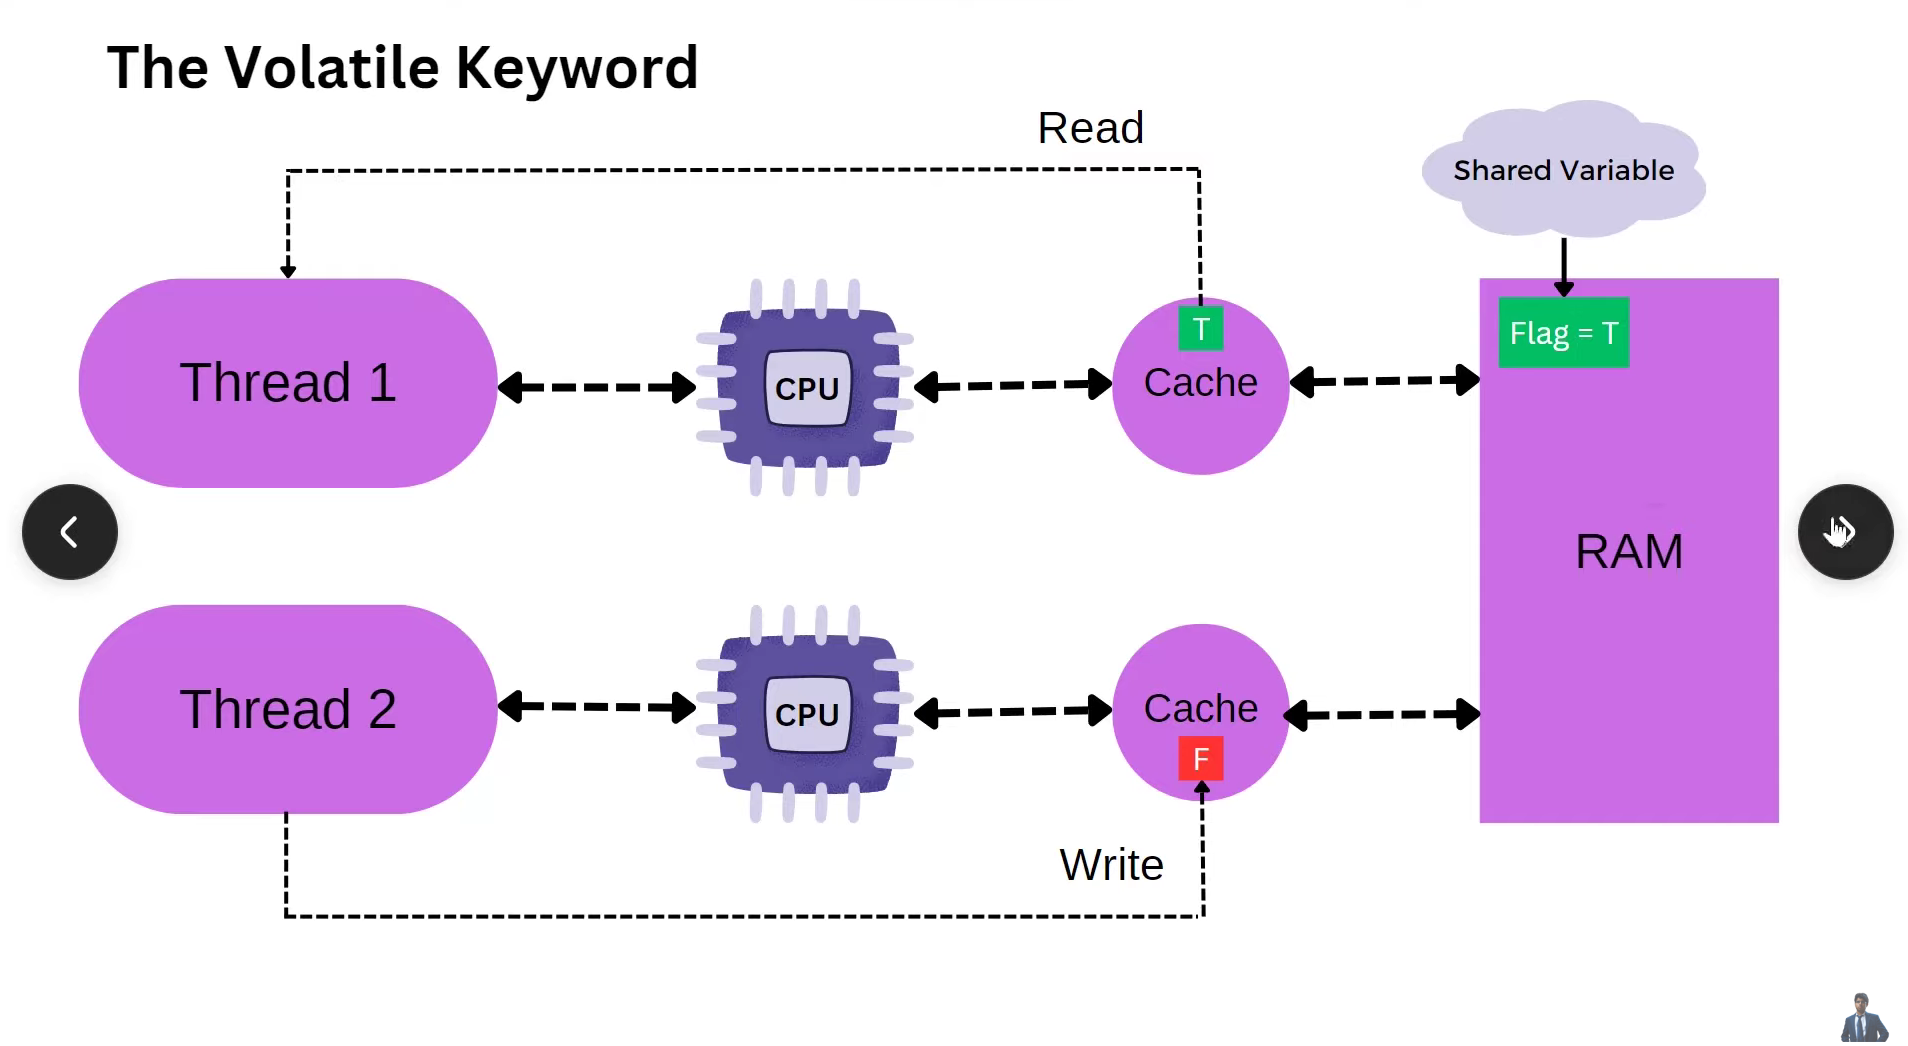 The Volatile Keyword
Read
Shared Variable
T
Flag = T
Thread 1
CPU
Cache
RAM
Thread 2
CPU
Cache
F
Write